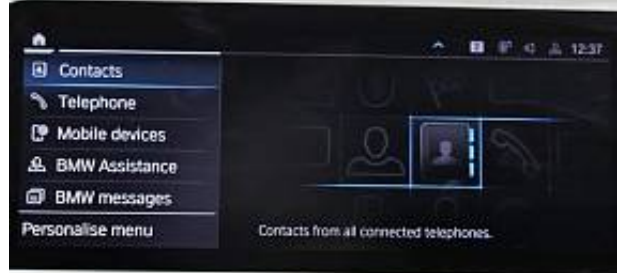 12:37
Contacts
Telephone
Mobile devices
BMW Assistance
BMW messages
Personalise menu
Contacts from all connected telephones.